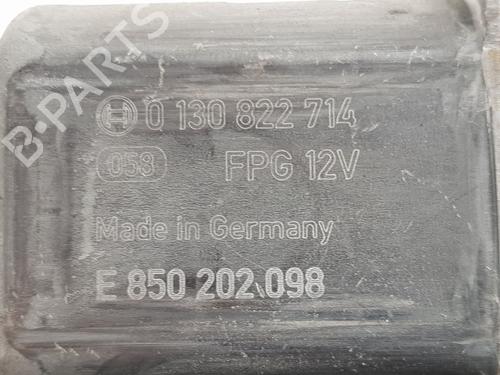 B-PARTS
0 130 822 714
058 FPG 12V
Made in Germany
E 850 202 098